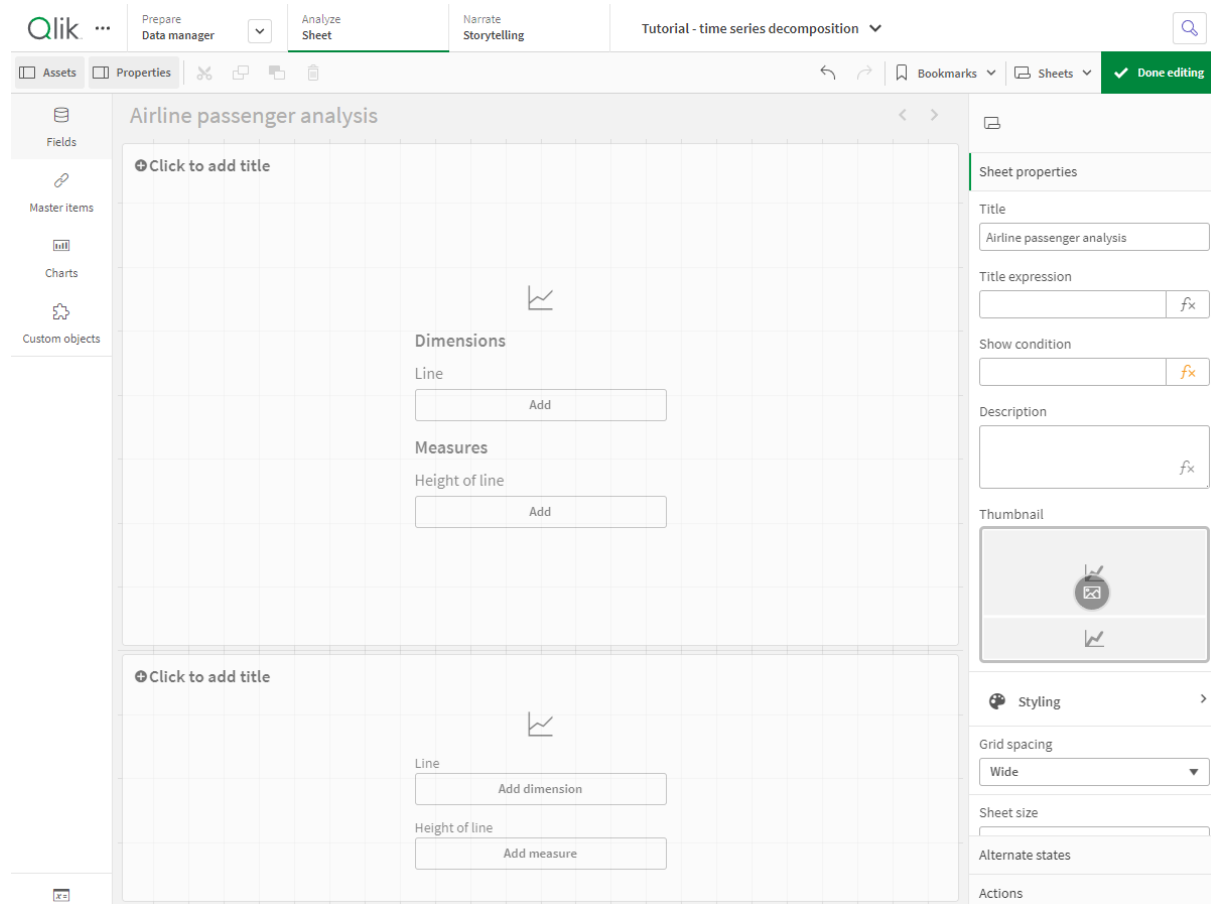 Qlik
Prepare
Data manager
Analyze
Sheet
Narrate
Storytelling
Tutorial - time series decomposition
Assets
Properties
Bookmarks
Sheets
Done editing
Fields
Master items
Charts
Custom objects
Airline passenger analysis
Click to add title
Dimensions
Line
Add
Measures
Height of line
Add
Click to add title
Line
Add dimension
Height of line
Add measure
Sheet properties
Title
Airline passenger analysis
Title expression
fx
Show condition
fx
Description
fx
Thumbnail
Styling
Grid spacing
Wide
Sheet size
Alternate states
Actions
x=